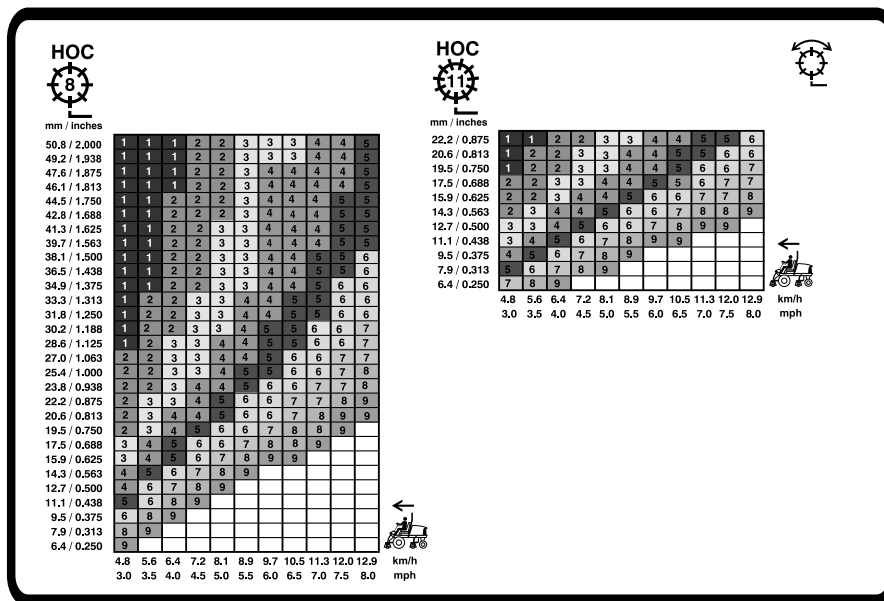 HOC
8
mm / inches
50.8 / 2.000 1 1 1 2 2 3 3 3 4 4 5
49.2 / 1.938 1 1 1 2 2 3 3 3 4 4 5
47.6 / 1.875 1 1 1 2 2 3 4 4 4 4 5
46.1 / 1.813 1 1 1 2 2 3 4 4 4 4 5
44.5 / 1.750 1 1 2 2 2 3 4 4 4 5 5
42.8 / 1.688 1 1 2 2 2 3 4 4 4 5 5
41.3 / 1.625 1 1 2 2 3 3 4 4 4 5 5
39.7 / 1.563 1 1 2 2 3 3 4 4 4 5 5
38.1 / 1.500 1 1 2 2 3 3 4 4 5 5 6
36.5 / 1.438 1 1 2 2 3 3 4 4 5 5 6
34.9 / 1.375 1 1 2 2 3 3 4 4 5 6 6
33.3 / 1.313 1 2 2 3 3 4 4 5 5 6 6
31.8 / 1.250 1 2 2 3 3 4 4 5 5 6 6
30.2 / 1.188 1 2 2 3 3 4 5 5 6 6 7
28.6 / 1.125 1 2 3 3 4 4 5 5 6 6 7
27.0 / 1.063 2 2 3 3 4 4 5 6 6 7 7
25.4 / 1.000 2 2 3 3 4 5 5 6 6 7 8
23.8 / 0.938 2 2 3 4 4 5 6 6 7 7 8
22.2 / 0.875 2 3 3 4 5 6 6 7 7 8 9
20.6 / 0.813 2 3 4 4 5 6 6 7 8 9 9
19.5 / 0.750 2 3 4 5 6 6 7 7 8 9
17.5 / 0.688 3 4 5 6 6 7 8 8 9
15.9 / 0.625 3 4 5 6 7 8 9 9
14.3 / 0.563 4 5 6 7 8 9
12.7 / 0.500 4 6 7 8 9
11.1 / 0.438 5 6 8 9
9.5 / 0.375 6 8 9
7.9 / 0.313 8 9
6.4 / 0.250 9
4.8 5.6 6.4 7.2 8.1 8.9 9.7 10.5 11.3 12.0 12.9 km/h
3.0 3.5 4.0 4.5 5.0 5.5 6.0 6.5 7.0 7.5 8.0 mph
HOC
11
mm / inches
22.2 / 0.875 1 1 2 2 3 3 4 4 5 5 6
20.6 / 0.813 1 2 2 3 3 4 4 5 5 6 6
19.5 / 0.750 1 2 2 3 3 4 4 5 6 6 7
17.5 / 0.688 2 2 3 3 4 4 5 5 6 7 7
15.9 / 0.625 2 2 3 4 4 5 6 6 7 7 8
14.3 / 0.563 2 3 4 4 5 6 6 7 8 8 9
12.7 / 0.500 3 3 4 5 6 6 7 8 9 9
11.1 / 0.438 3 4 5 6 7 8 9 9
9.5 / 0.375 4 5 6 7 8 9
7.9 / 0.313 5 6 7 8 9
6.4 / 0.250 7 8 9
4.8 5.6 6.4 7.2 8.1 8.9 9.7 10.5 11.3 12.0 12.9 km/h
3.0 3.5 4.0 4.5 5.0 5.5 6.0 6.5 7.0 7.5 8.0 mph